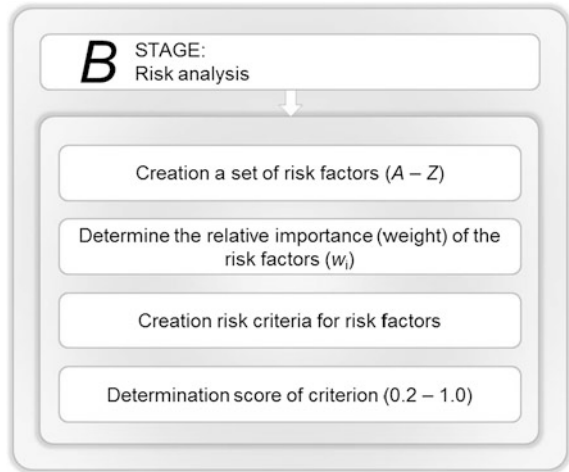 B STAGE:
Risk analysis
Creation a set of risk factors (A – Z)
Determine the relative importance (weight) of the
risk factors (wi)
Creation risk criteria for risk factors
Determination score of criterion (0.2 – 1.0)